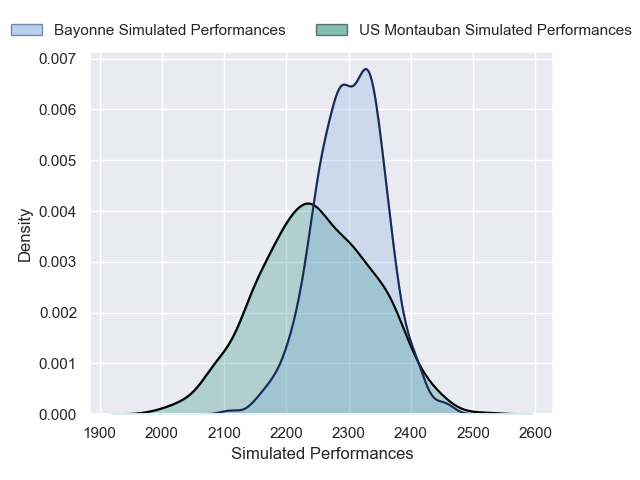 Bayonne Simulated Performances US Montauban Simulated Performances
0.007
0.006
0.005
0.004
0.003
0.002
0.001
0.000
Density
1900 2000 2100 2200 2300 2400 2500 2600
Simulated Performances